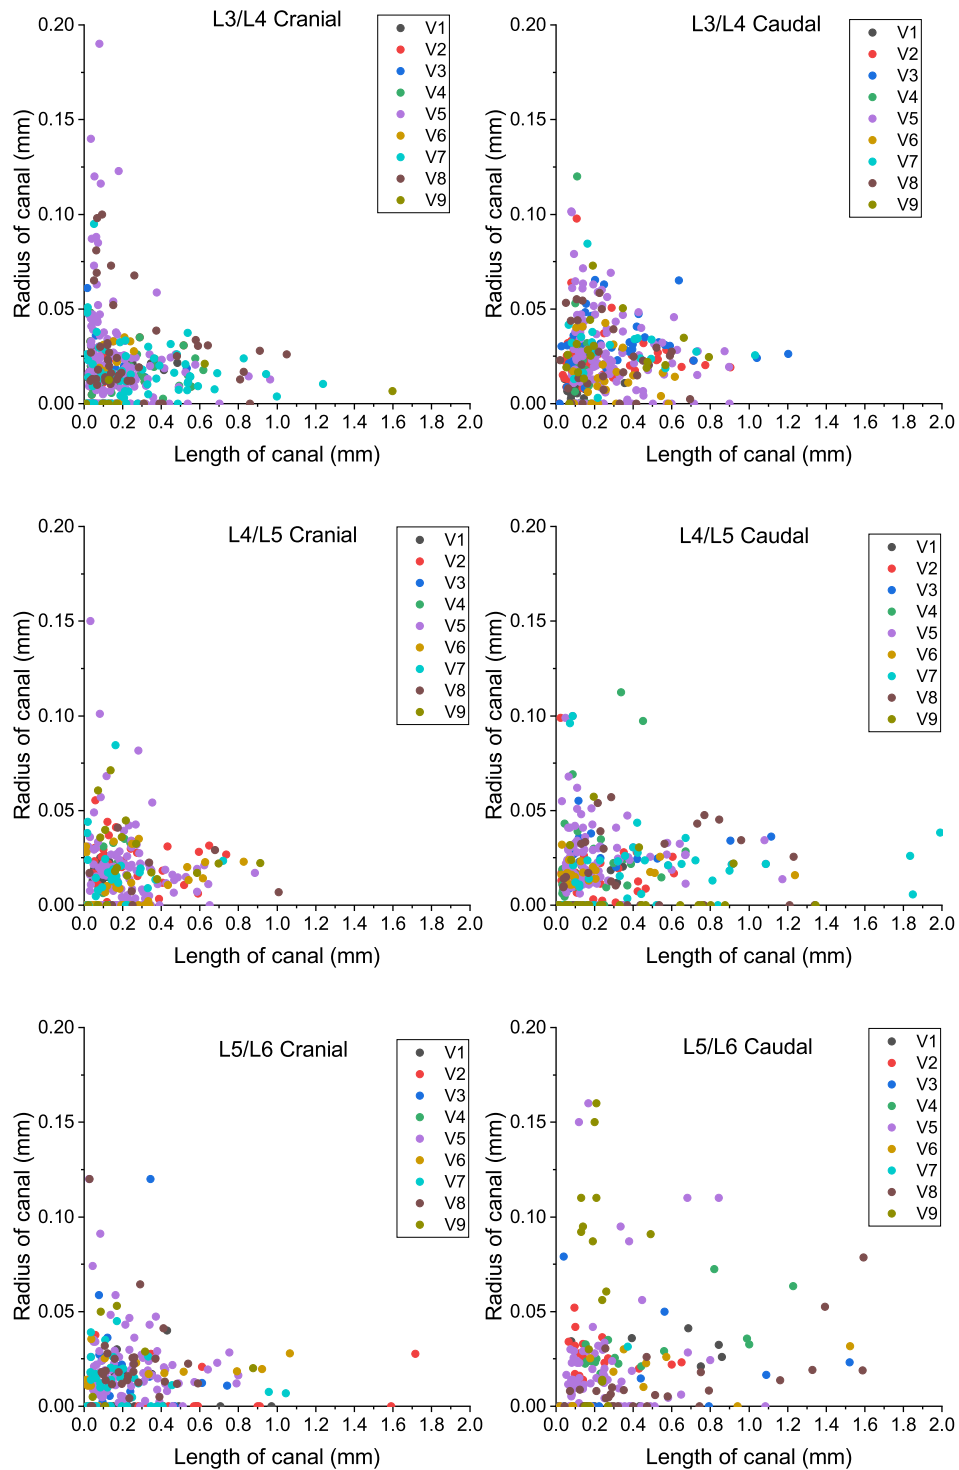 L3/L4 Cranial
V1
V2
V3
V4
V5
V6
V7
V8
V9
0.20
0.15
0.10
0.05
0.00
Radius of canal (mm)
0.0 0.2 0.4 0.6 0.8 1.0 1.2 1.4 1.6 1.8 2.0
Length of canal (mm)
L3/L4 Caudal
V1
V2
V3
V4
V5
V6
V7
V8
V9
0.20
0.15
0.10
0.05
0.00
Radius of canal (mm)
0.0 0.2 0.4 0.6 0.8 1.0 1.2 1.4 1.6 1.8 2.0
Length of canal (mm)
L4/L5 Cranial
V1
V2
V3
V4
V5
V6
V7
V8
V9
0.20
0.15
0.10
0.05
0.00
Radius of canal (mm)
0.0 0.2 0.4 0.6 0.8 1.0 1.2 1.4 1.6 1.8 2.0
Length of canal (mm)
L4/L5 Caudal
V1
V2
V3
V4
V5
V6
V7
V8
V9
0.20
0.15
0.10
0.05
0.00
Radius of canal (mm)
0.0 0.2 0.4 0.6 0.8 1.0 1.2 1.4 1.6 1.8 2.0
Length of canal (mm)
L5/L6 Cranial
V1
V2
V3
V4
V5
V6
V7
V8
V9
0.20
0.15
0.10
0.05
0.00
Radius of canal (mm)
0.0 0.2 0.4 0.6 0.8 1.0 1.2 1.4 1.6 1.8 2.0
Length of canal (mm)
L5/L6 Caudal
V1
V2
V3
V4
V5
V6
V7
V8
V9
0.20
0.15
0.10
0.05
0.00
Radius of canal (mm)
0.0 0.2 0.4 0.6 0.8 1.0 1.2 1.4 1.6 1.8 2.0
Length of canal (mm)